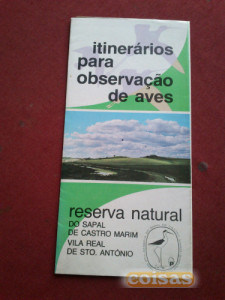 itinerários
para
observação
de aves
reserva natural
DO SAPAL
DE CASTRO MARIM
VILA REAL
DE STO. ANTÓNIO
coisas